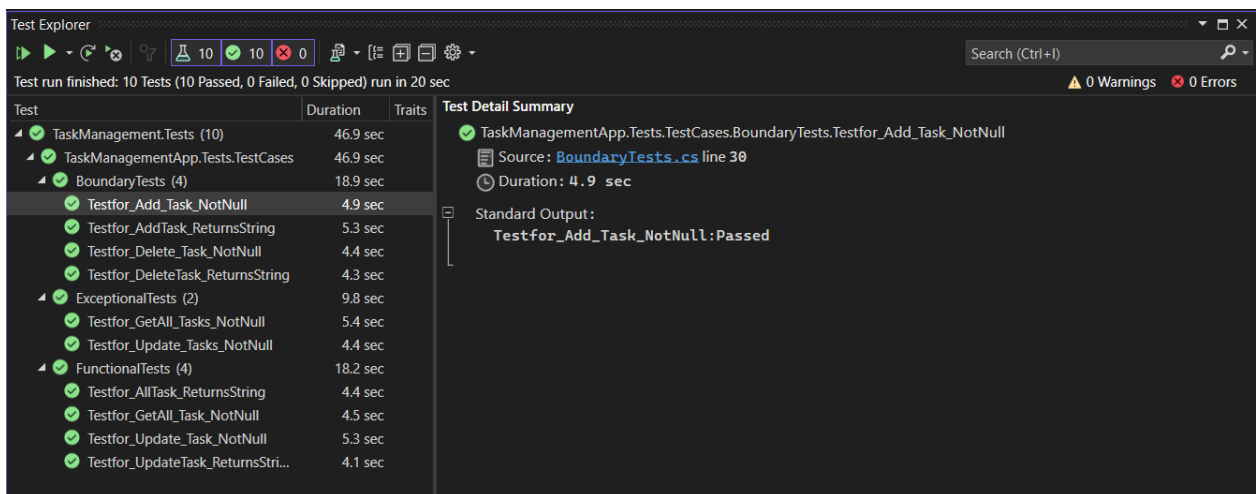 Test Explorer
10 10 0
Search (Ctrl+I)
Test run finished: 10 Tests (10 Passed, 0 Failed, 0 Skipped) run in 20 sec
0 Warnings 0 Errors
Test Duration Traits
TaskManagement.Tests (10) 46.9 sec
TaskManagementApp.Tests.TestCases 46.9 sec
BoundaryTests (4) 18.9 sec
Testfor_Add_Task_NotNull 4.9 sec
Testfor_AddTask_ReturnsString 5.3 sec
Testfor_Delete_Task_NotNull 4.4 sec
Testfor_DeleteTask_ReturnsString 4.3 sec
ExceptionalTests (2) 9.8 sec
Testfor_GetAll_Tasks_NotNull 5.4 sec
Testfor_Update_Tasks_NotNull 4.4 sec
FunctionalTests (4) 18.2 sec
Testfor_AllTask_ReturnsString 4.4 sec
Testfor_GetAll_Task_NotNull 4.5 sec
Testfor_Update_Task_NotNull 5.3 sec
Testfor_UpdateTask_ReturnsStri... 4.1 sec
Test Detail Summary
TaskManagementApp.Tests.TestCases.BoundaryTests.Testfor_Add_Task_NotNull
Source: BoundaryTests.cs line 30
Duration: 4.9 sec
Standard Output:
Testfor_Add_Task_NotNull:Passed